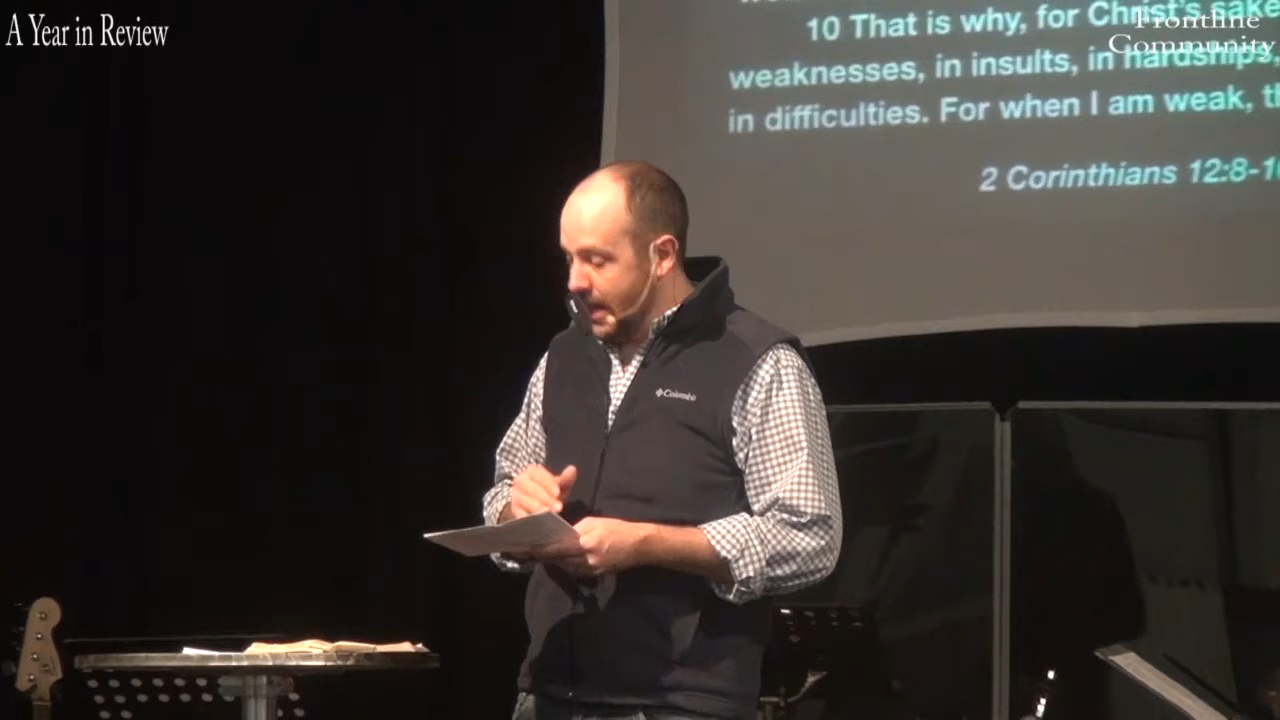 A Year in Review
Frontline
Community
10 That is why, for Christ's sake
weaknesses, in insults, in hardships,
in difficulties. For when I am weak,
2 Corinthians 12:8-1
Columbia